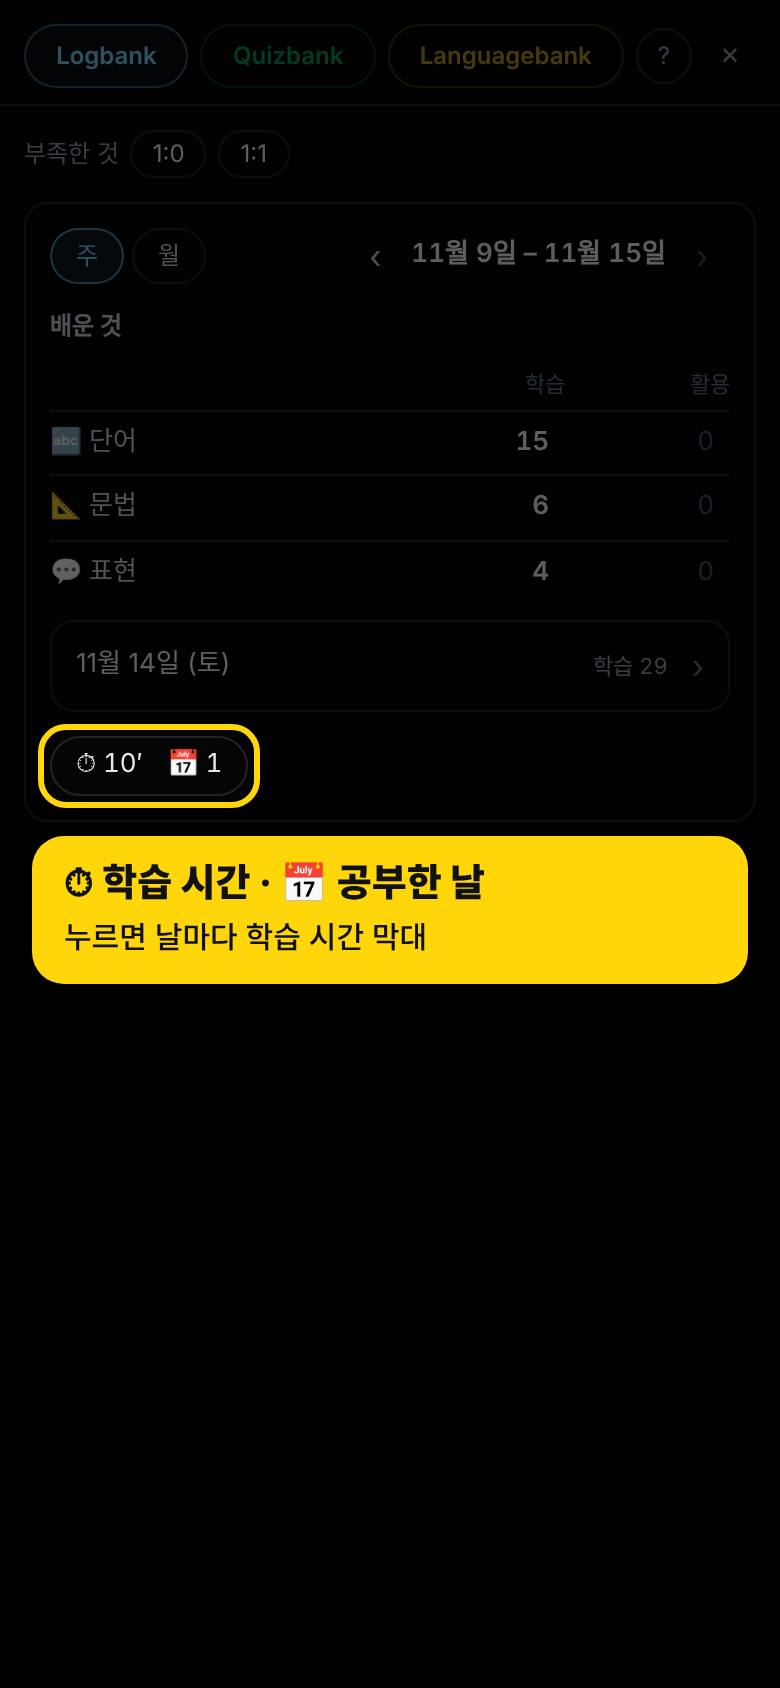 Logbank Quizbank Languagebank ? ×
부족한 것 1:0 1:1
주 월 ‹ 11월 9일 – 11월 15일 ›
배운 것
학습 활용
🔤 단어 15 0
📐 문법 6 0
💬 표현 4 0
11월 14일 (토) 학습 29 ›
⏱ 10′ 📅 1
⏱ 학습 시간 · 📅 공부한 날
누르면 날마다 학습 시간 막대